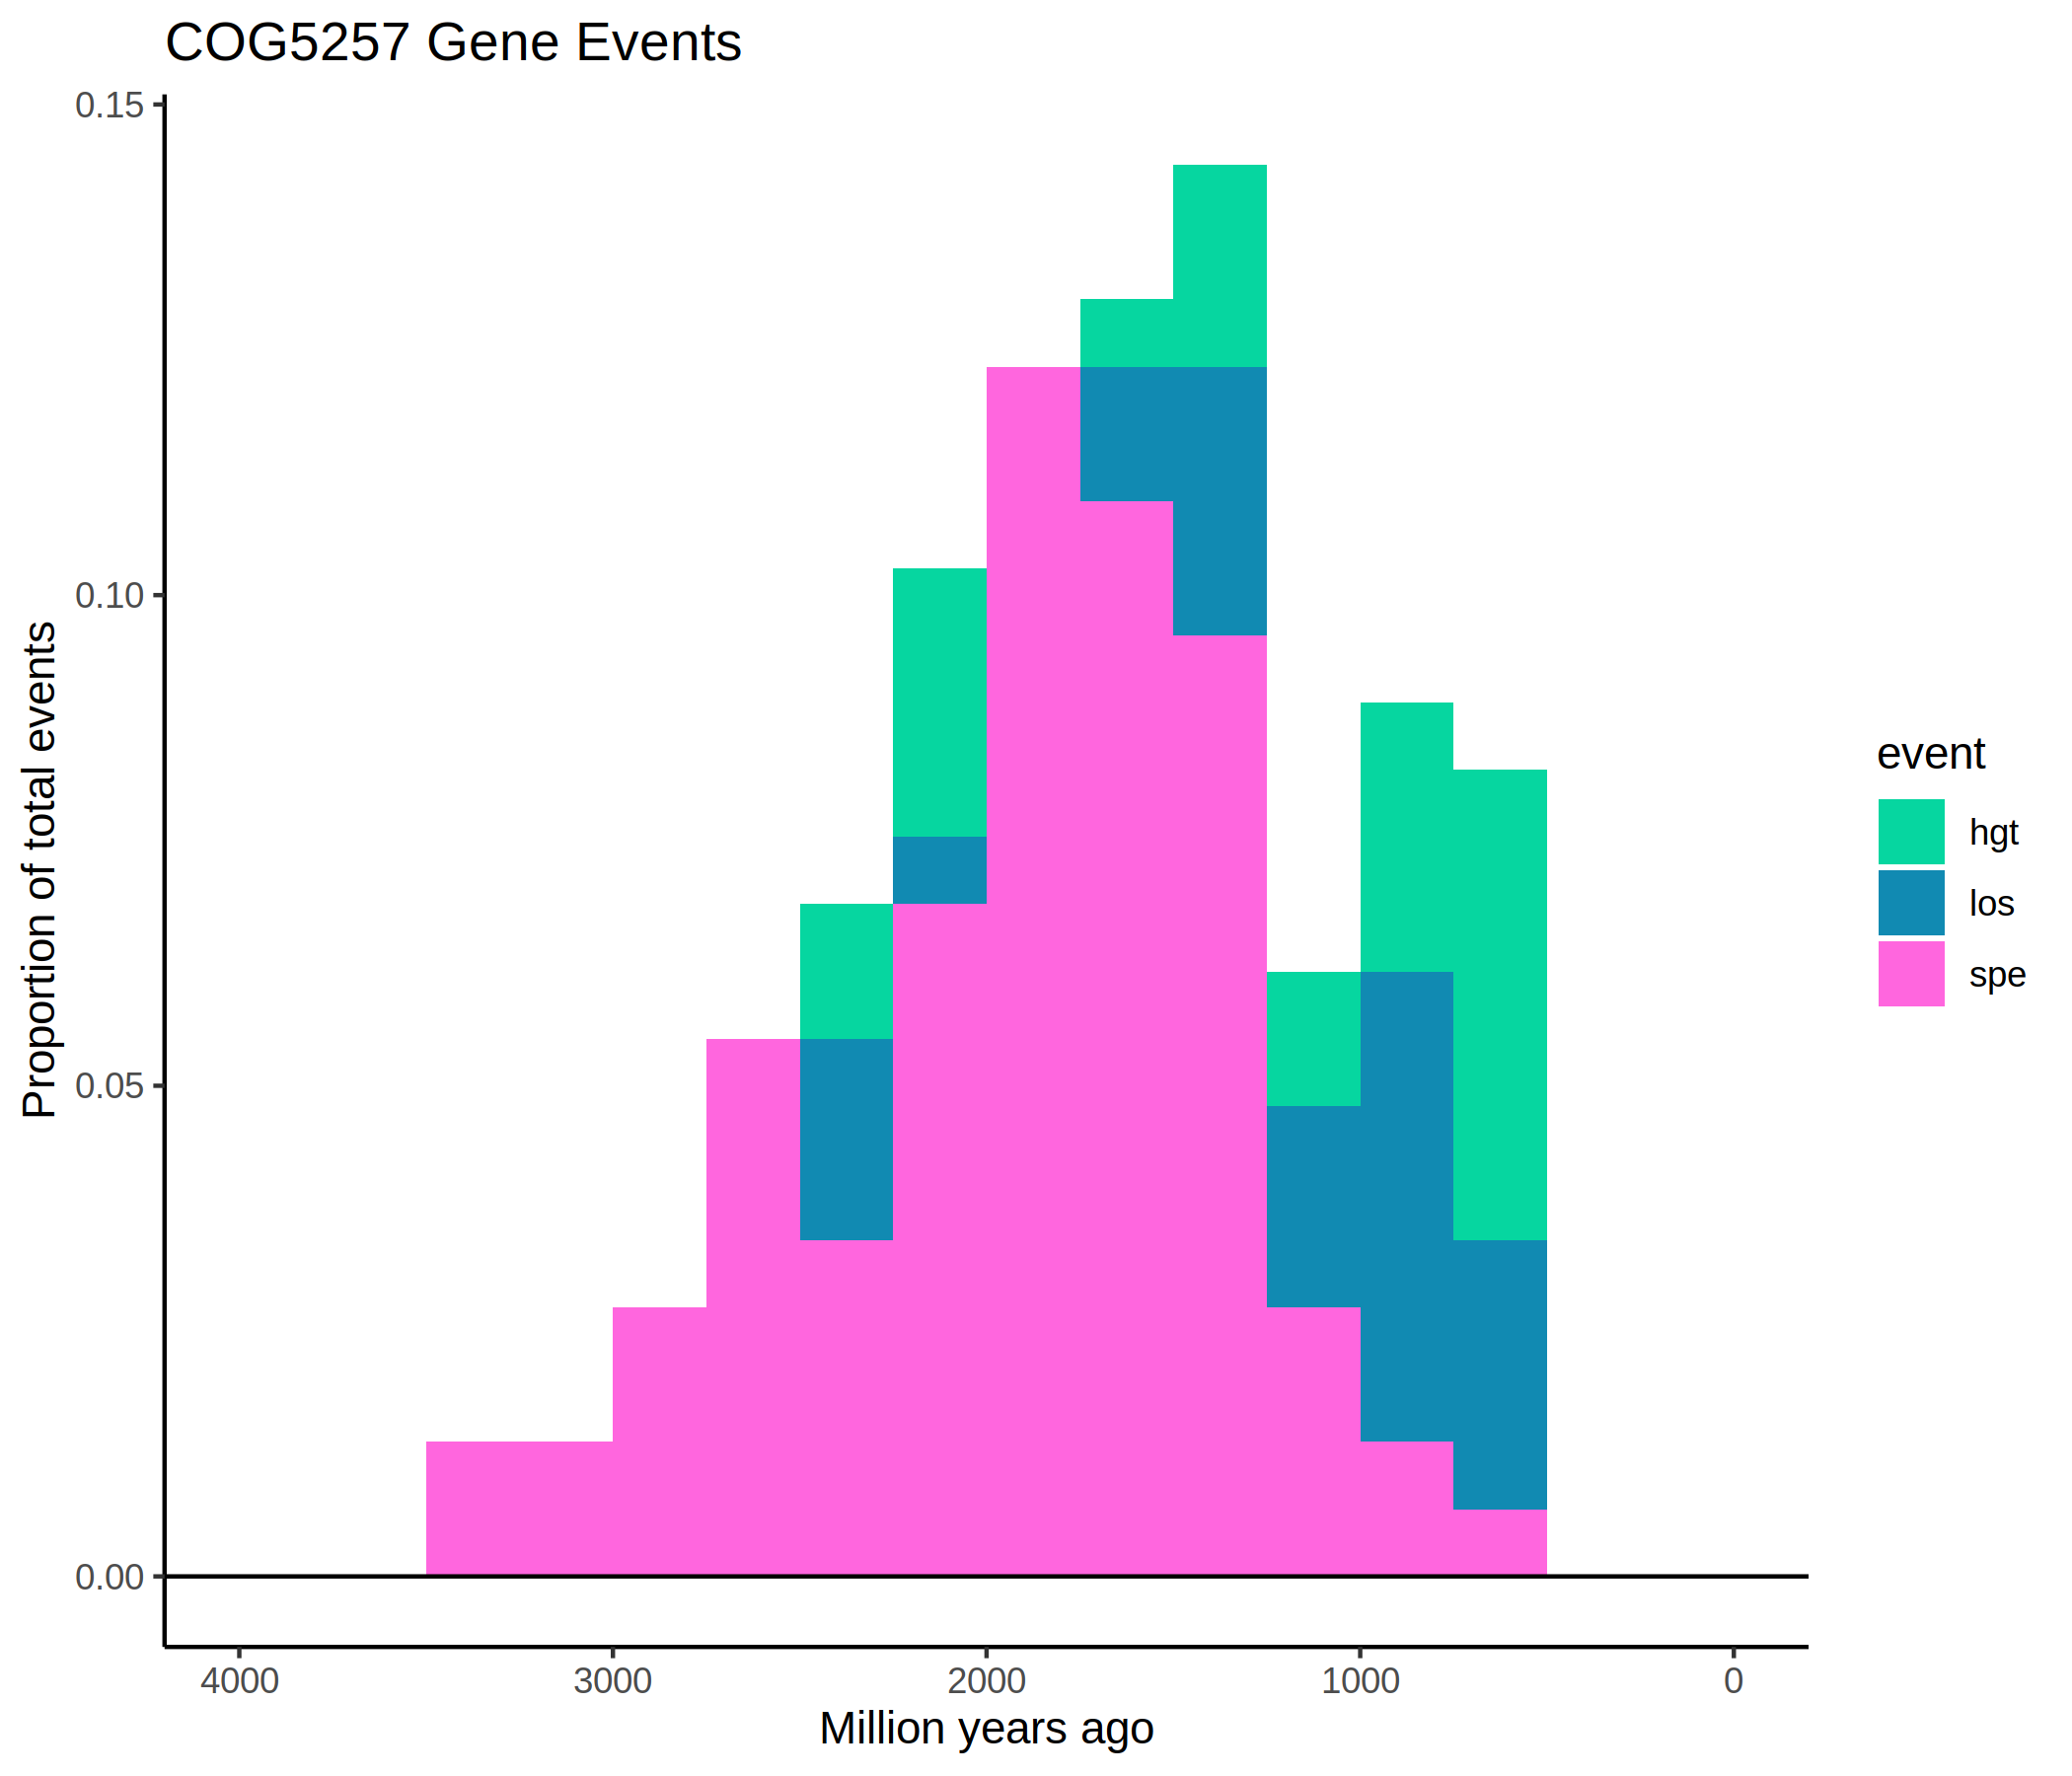 COG5257 Gene Events
0.15
0.10
0.05
0.00
Proportion of total events
4000 3000 2000 1000 0
Million years ago
event
hgt
los
spe